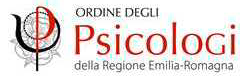 ORDINE DEGLI
Psicologi
della Regione Emilia-Romagna